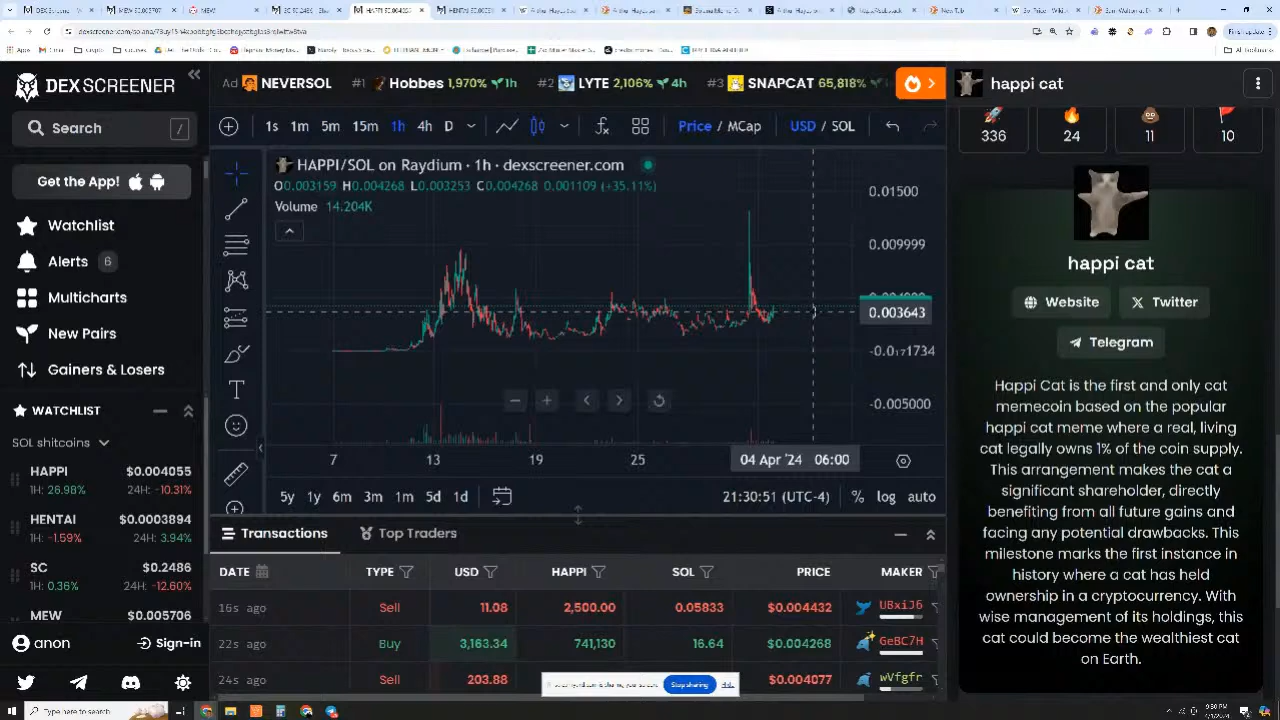 DEX SCREENER
Search
/
Get the App!
Watchlist
Alerts 6
Multicharts
New Pairs
Gainers & Losers
WATCHLIST
SOL shitcoins
HAPPI $0.004055
1H: 26.98% 24H: -10.31%
HENTAI $0.0003894
1H: -1.59% 24H: 3.94%
SC $0.2486
1H: 0.36% 24H: -12.60%
MEW $0.005706
anon Sign-in
Ad NEVERSOL #1 Hobbes 1,970% 1h #2 LYTE 2,106% 4h #3 SNAPCAT 65,818%
1s 1m 5m 15m 1h 4h D Price / MCap USD / SOL
HAPPI/SOL on Raydium · 1h · dexscreener.com
O0.003159 H0.004268 L0.003253 C0.004268 0.001109 (+35.11%)
Volume 14.204K
0.01500
0.009999
0.003643
-0.0₁₇1734
-0.005000
7 13 19 25 04 Apr '24 06:00
5y 1y 6m 3m 1m 5d 1d 21:30:51 (UTC-4) % log auto
Transactions Top Traders
DATE TYPE USD HAPPI SOL PRICE MAKER
16s ago Sell 11.08 2,500.00 0.05833 $0.004432 UBxiJ6
22s ago Buy 3,163.34 741,130 16.64 $0.004268 GeBC7H
24s ago Sell 203.88 $0.004077 wVfgfr
Stop sharing
happi cat
336 24 11 10
happi cat
Website Twitter
Telegram
Happi Cat is the first and only cat
memecoin based on the popular
happi cat meme where a real, living
cat legally owns 1% of the coin supply.
This arrangement makes the cat a
significant shareholder, directly
benefiting from all future gains and
facing any potential drawbacks. This
milestone marks the first instance in
history where a cat has held
ownership in a cryptocurrency. With
wise management of its holdings, this
cat could become the wealthiest cat
on Earth.
Type here to search